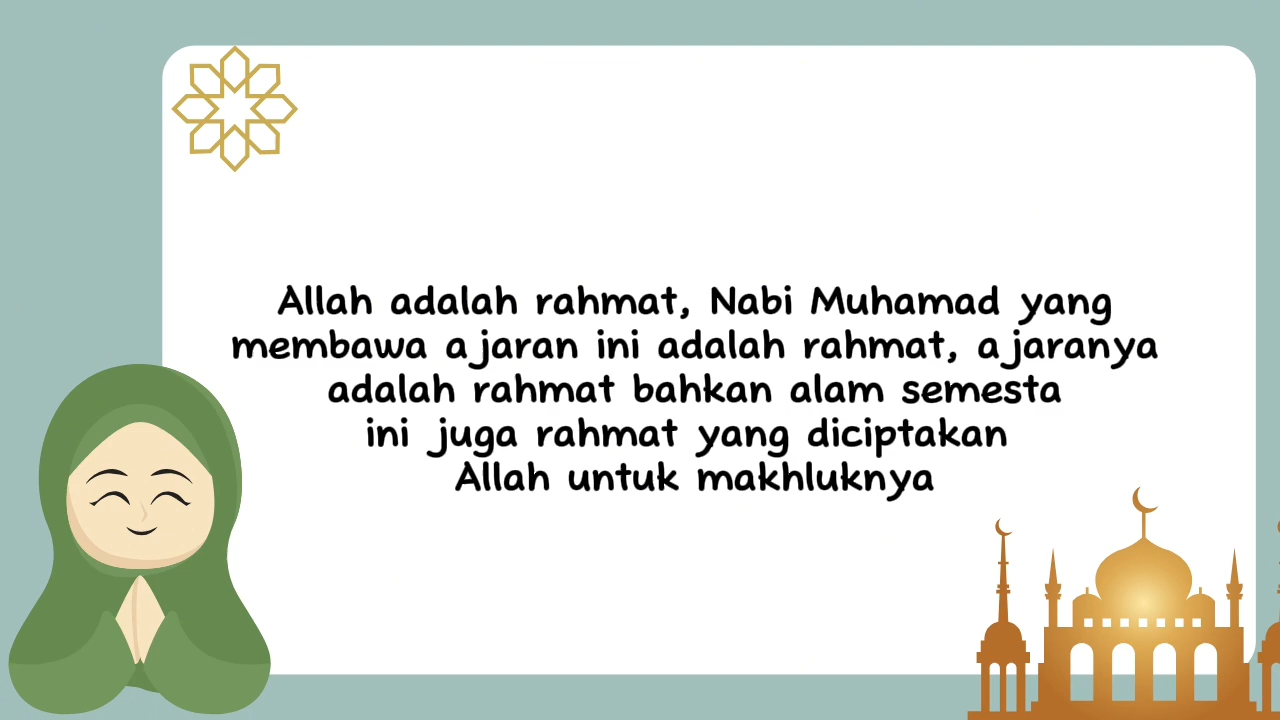 Allah adalah rahmat, Nabi Muhamad yang
membawa ajaran ini adalah rahmat, ajaranya
adalah rahmat bahkan alam semesta
ini juga rahmat yang diciptakan
Allah untuk makhluknya